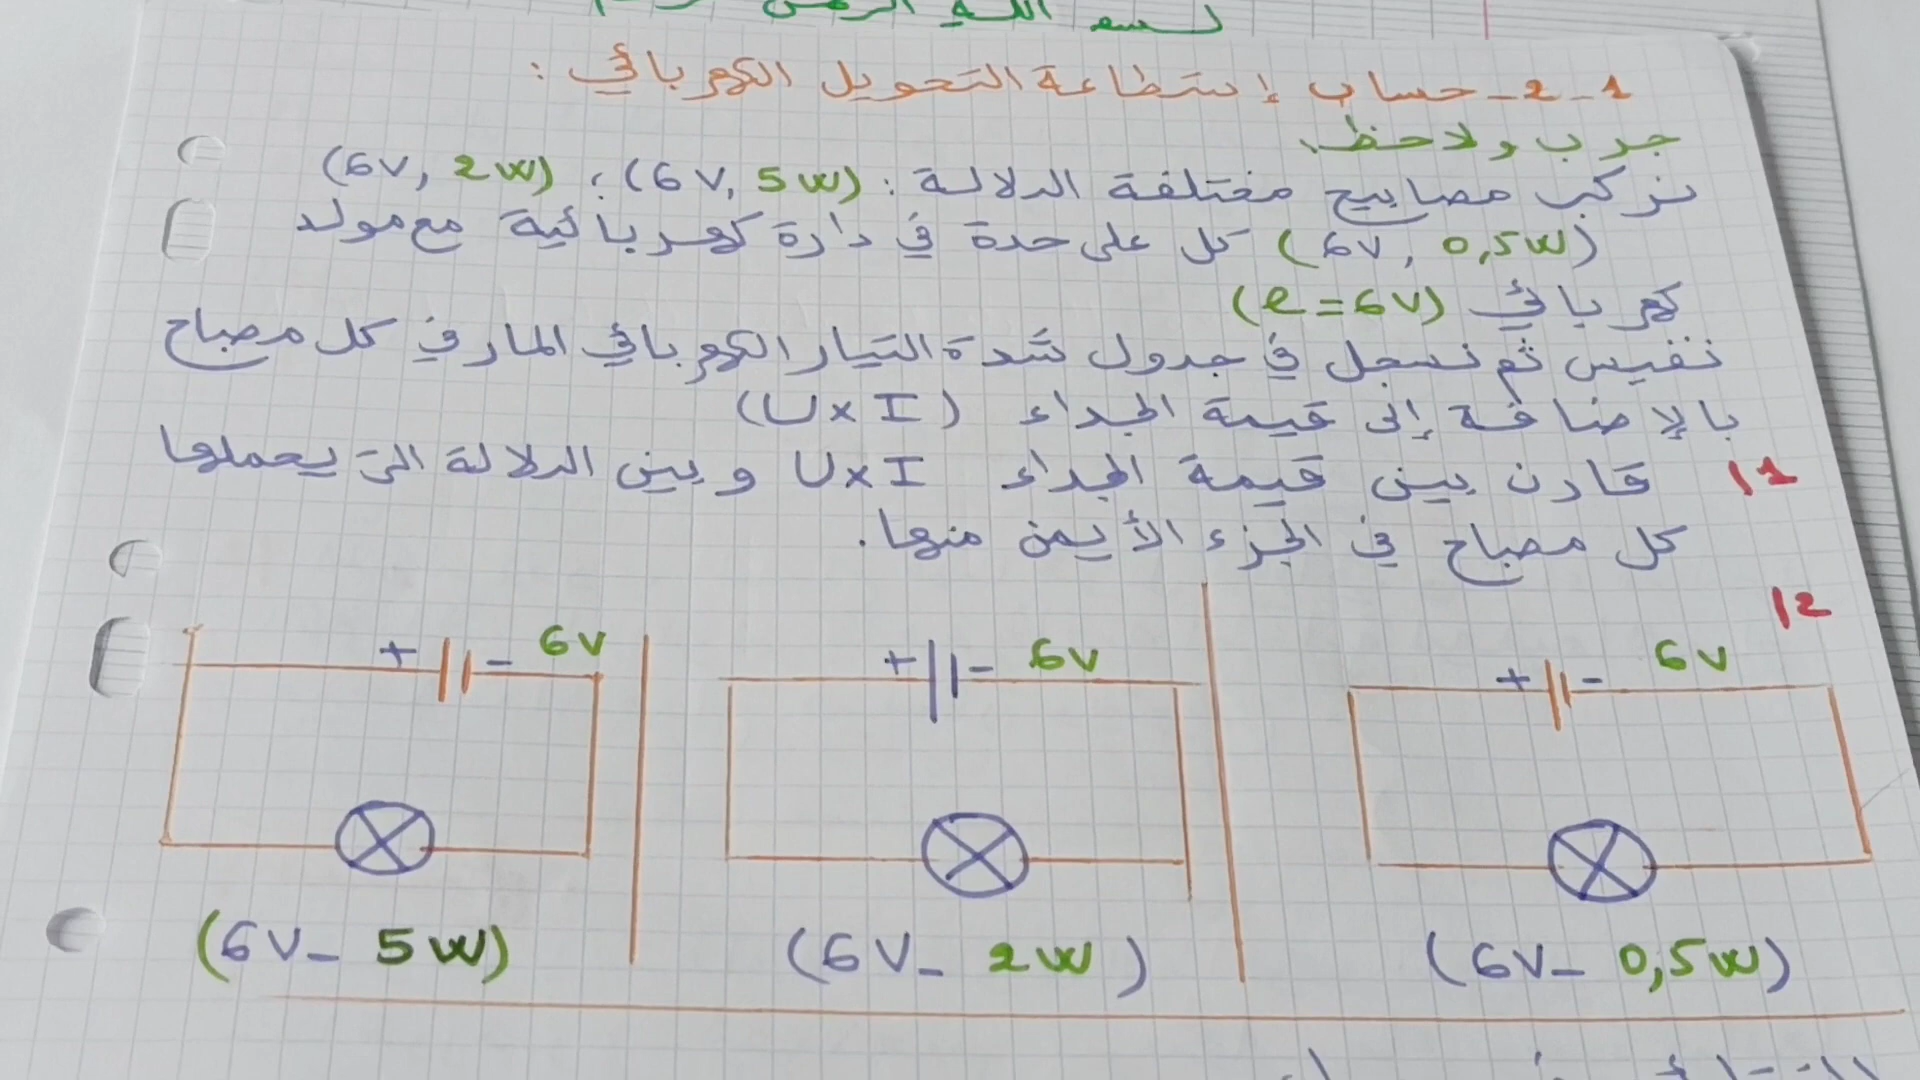 بسم الله الرحمن
1-2- حساب إستطاعة التحويل الكهربائي :
جرب ولاحظ.
نركب مصابيح مختلفة الدلالة : (6V, 5W) ؛ (6V, 2W)
(6V, 0,5W) كل على حدة في دارة كهربائية مع مولد
كهربائي (e=6V)
نقيس ثم نسجل في جدول شدة التيار الكهربائي المار في كل مصباح
بالإضافة إلى قيمة الجداء (U×I)
1) قارن بين قيمة الجداء U×I وبين الدلالة التي يحملها
كل مصباح في الجزء الأيمن منها.
2)
+ - 6V
+ - 6V
+ - 6V
(6V- 5W)
(6V- 2W)
(6V- 0,5W)